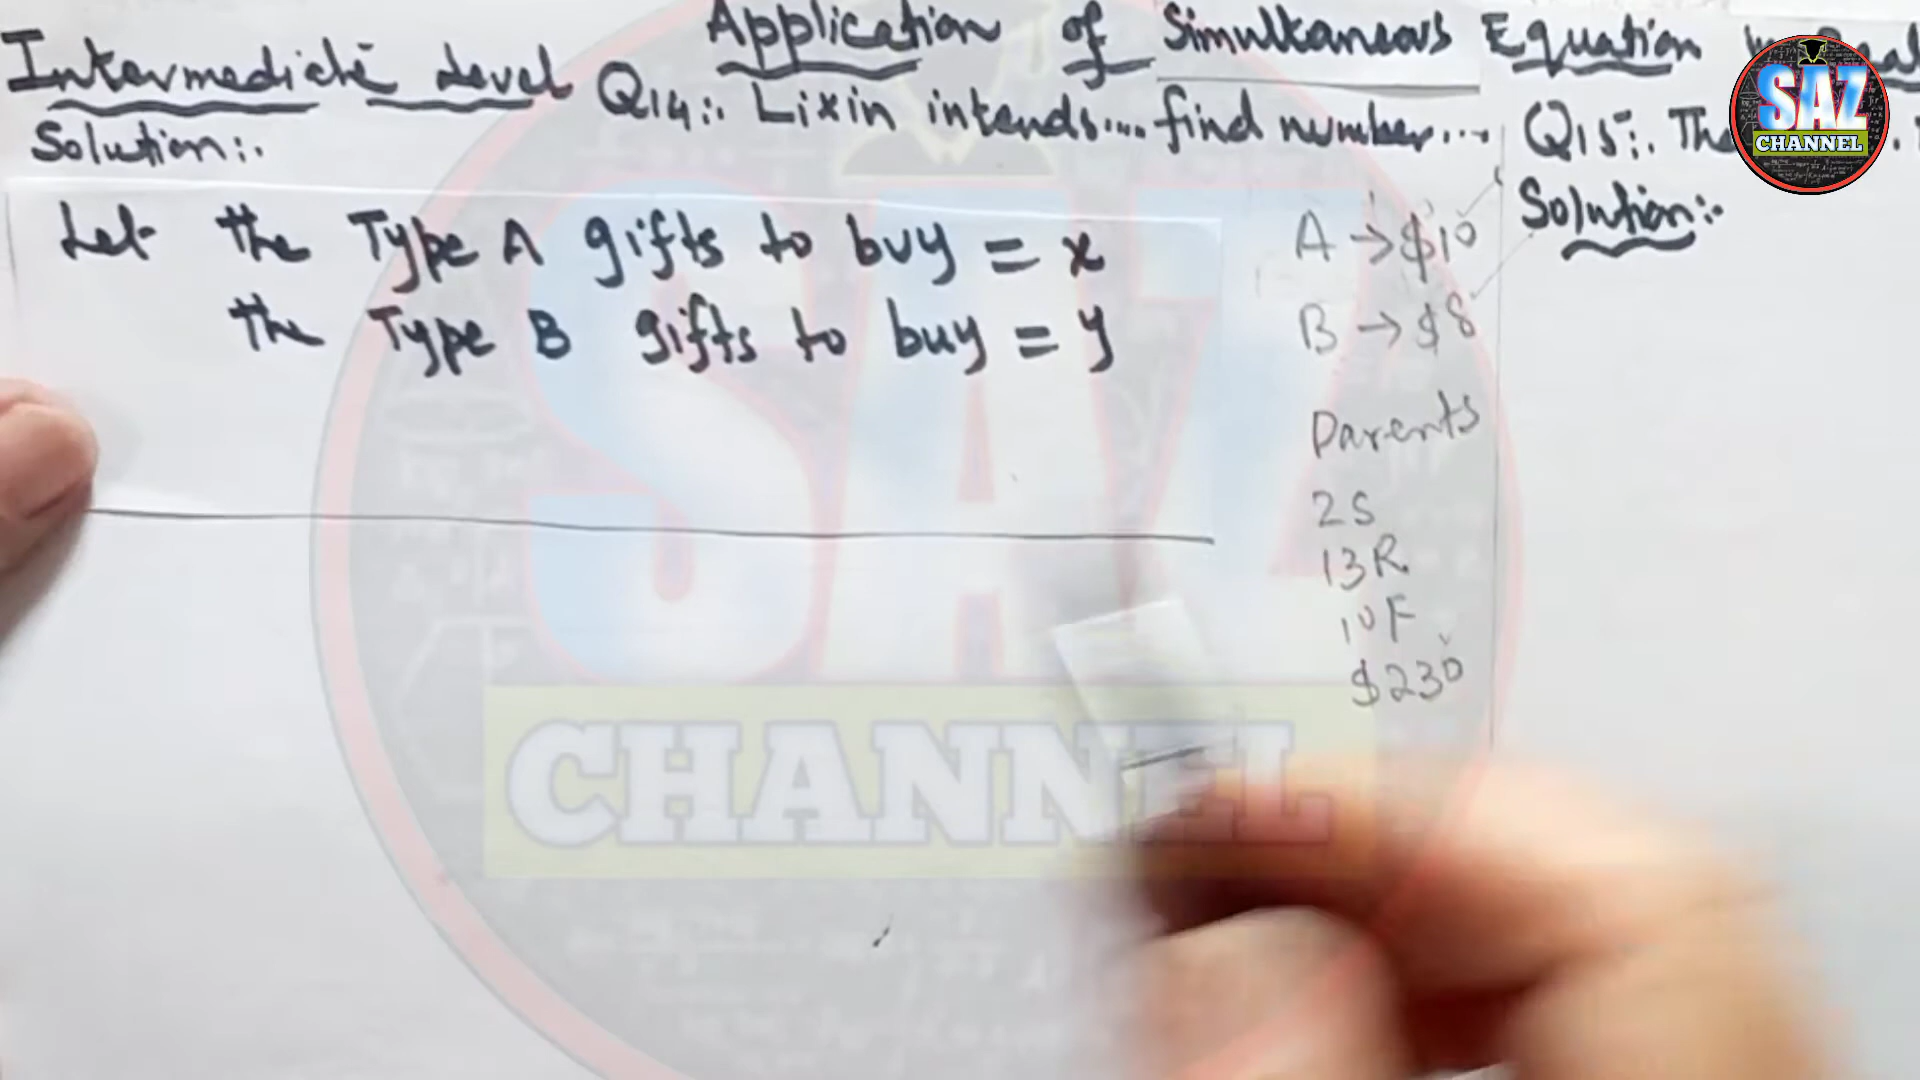 Application of Simultaneous Equation
Intermediate Level Q14:. Lixin intends.... find number.... Q15:.
Solution:.
Solution:.
Let the Type A gifts to buy = x
the Type B gifts to buy = y
A → $10
B → $8
Parents
2S
13R
10F
$230
SAZ
CHANNEL
SAZ
CHANNEL